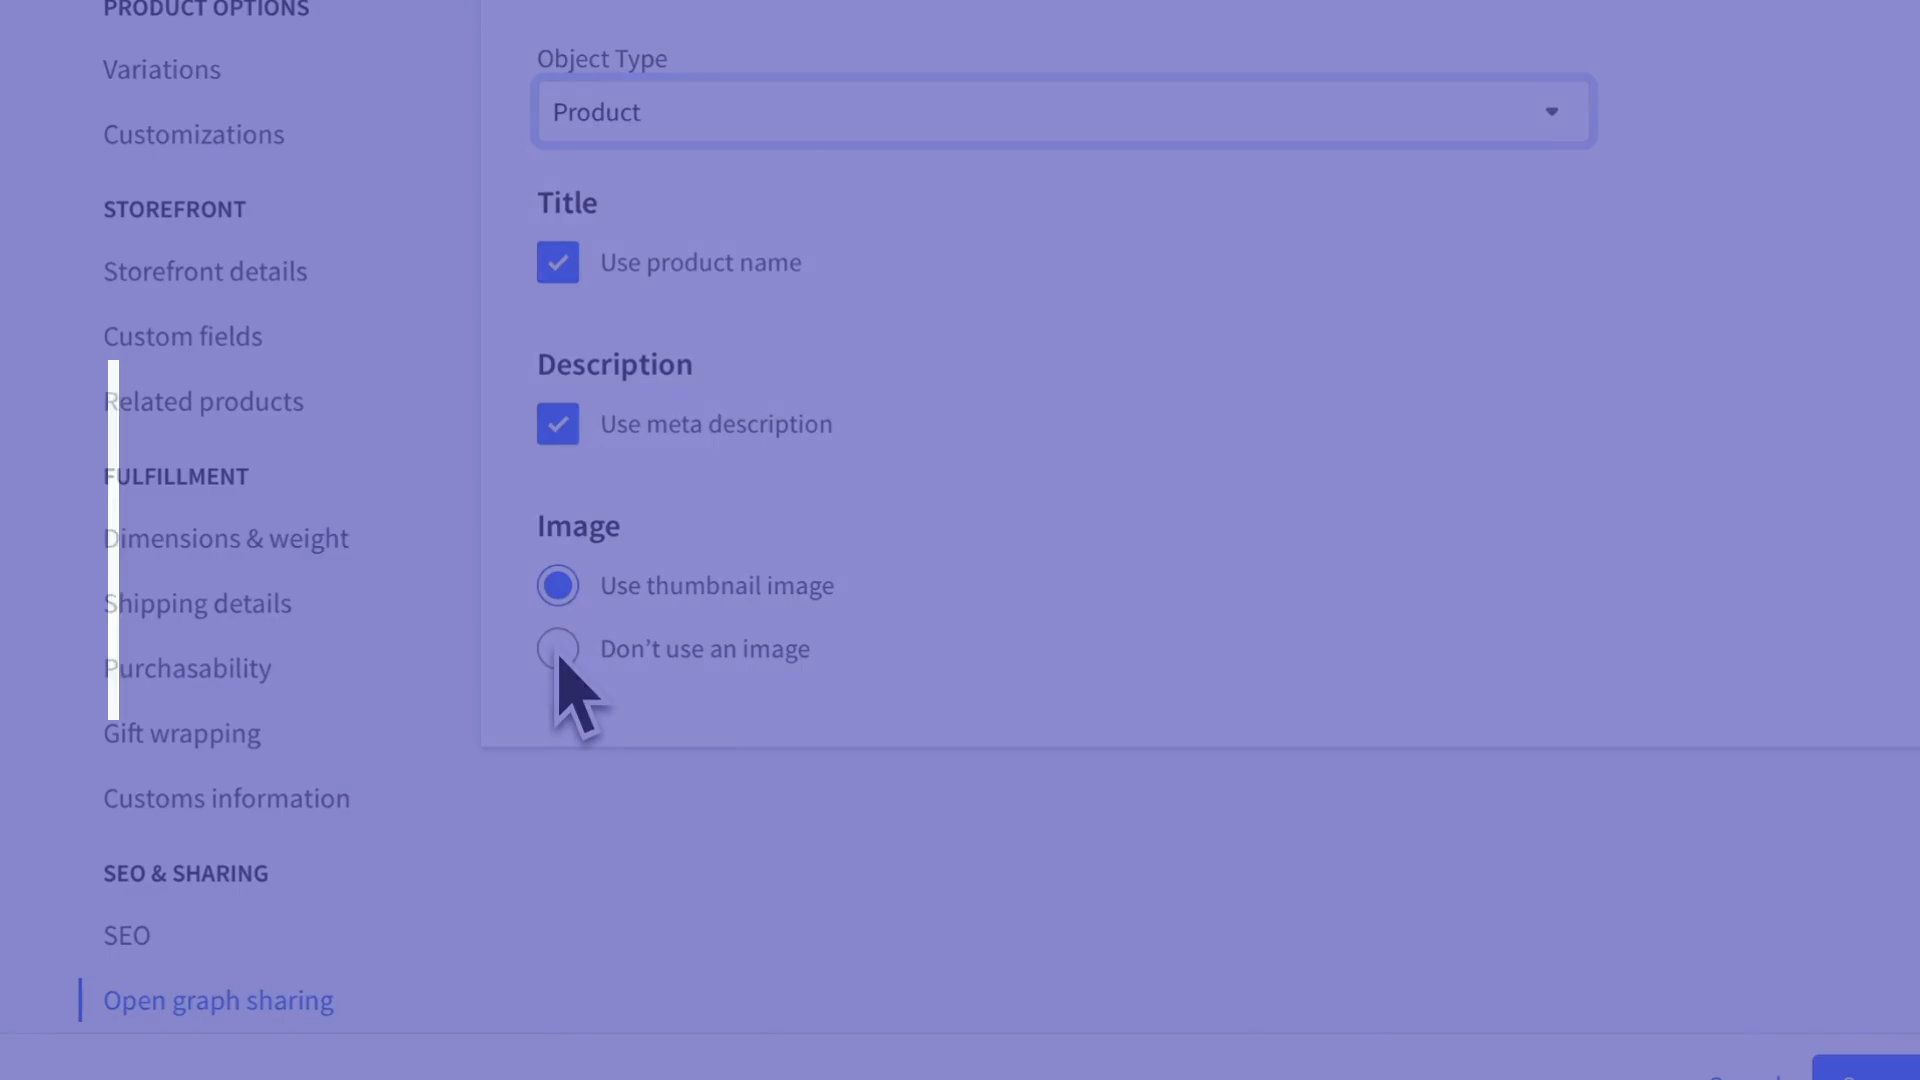 PRODUCT OPTIONS
Variations
Customizations
STOREFRONT
Storefront details
Custom fields
Related products
FULFILLMENT
Dimensions & weight
Shipping details
Purchasability
Gift wrapping
Customs information
SEO & SHARING
SEO
Open graph sharing
Object Type
Product
Title
Use product name
Description
Use meta description
Image
Use thumbnail image
Don’t use an image